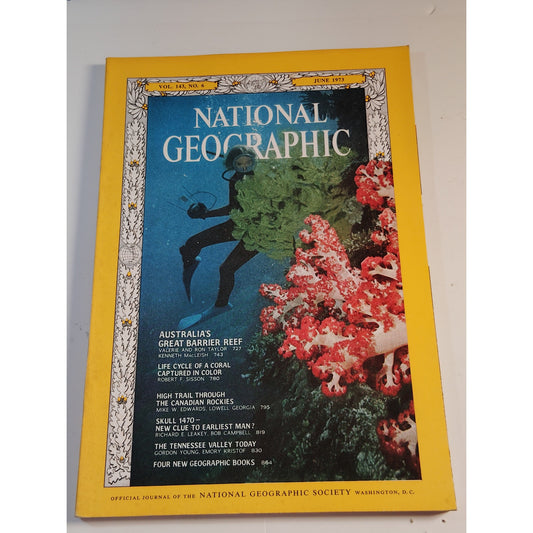 VOL. 143, NO. 6
JUNE 1973
NATIONAL
GEOGRAPHIC
AUSTRALIA'S
GREAT BARRIER REEF
VALERIE AND RON TAYLOR 727
KENNETH MacLEISH 743
LIFE CYCLE OF A CORAL
CAPTURED IN COLOR
ROBERT F. SISSON 780
HIGH TRAIL THROUGH
THE CANADIAN ROCKIES
MIKE W. EDWARDS, LOWELL GEORGIA 795
SKULL 1470—
NEW CLUE TO EARLIEST MAN?
RICHARD E. LEAKEY, BOB CAMPBELL 819
THE TENNESSEE VALLEY TODAY
GORDON YOUNG, EMORY KRISTOF 830
FOUR NEW GEOGRAPHIC BOOKS 864
OFFICIAL JOURNAL OF THE NATIONAL GEOGRAPHIC SOCIETY WASHINGTON, D.C.